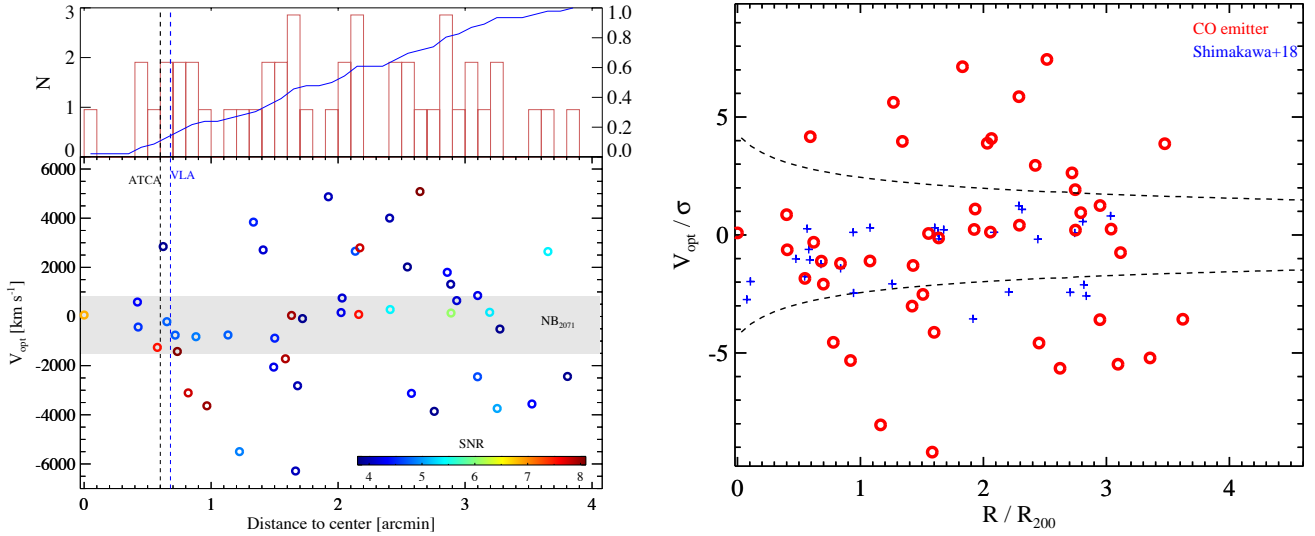 3
2
1
0
N
1.0
0.8
0.6
0.4
0.2
0.0
6000
4000
2000
0
-2000
-4000
-6000
V_opt [km s^-1]
ATCA
VLA
NB_2071
SNR
4 5 6 7 8
0 1 2 3 4
Distance to center [arcmin]
5
0
-5
V_opt / σ
CO emitter
Shimakawa+18
0 1 2 3 4
R / R_200